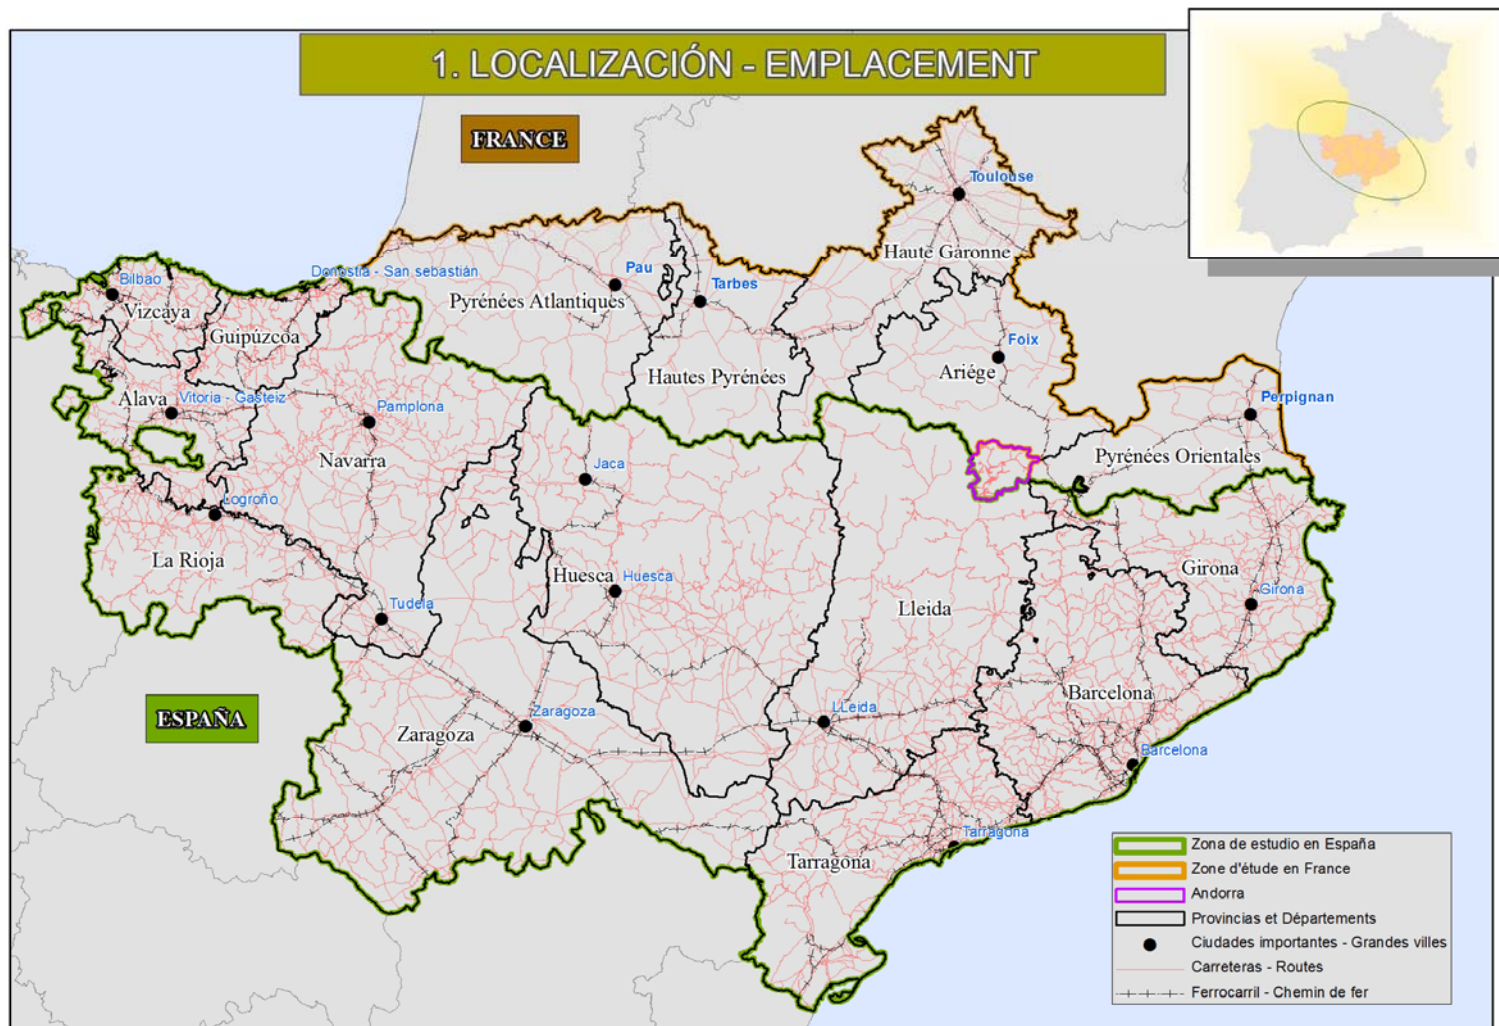 1. LOCALIZACIÓN - EMPLACEMENT
FRANCE
Toulouse
Haute Garonne
Bilbao
Donostia - San sebastián
Pau
Tarbes
Vizcaya
Pyrénées Atlantiques
Guipúzcoa
Foix
Hautes Pyrénées
Ariége
Alava
Vitoria - Gasteiz
Pamplona
Perpignan
Navarra
Jaca
Pyrénées Orientales
Logroño
La Rioja
Huesca
Huesca
Girona
Tudela
Lleida
Girona
ESPAÑA
Zaragoza
Zaragoza
LLeida
Barcelona
Barcelona
Tarragona
Tarragona
Zona de estudio en España
Zone d'étude en France
Andorra
Provincias et Départements
Ciudades importantes - Grandes villes
Carreteras - Routes
Ferrocarril - Chemin de fer